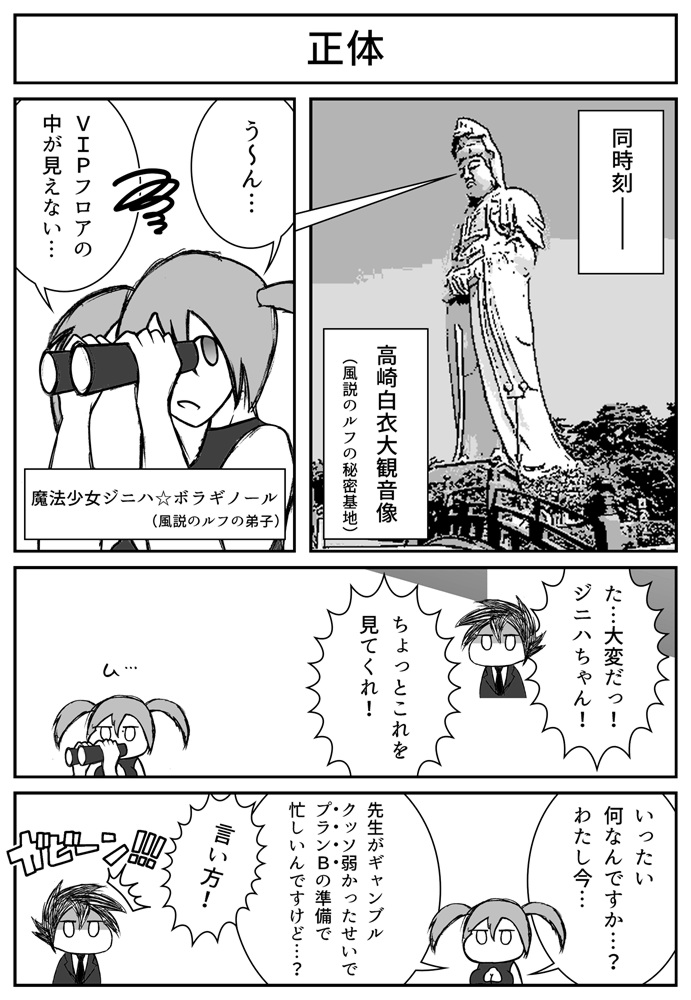 正体
同時刻――
高崎白衣大観音像
(風説のルフの秘密基地)
う～ん…
ＶＩＰフロアの
中が見えない…
魔法少女ジニハ☆ボラギノール
(風説のルフの弟子)
た…大変だっ！
ジニハちゃん！
ちょっとこれを
見てくれ！
ひ…
いったい
何なんですか…？
わたし今…
先生がギャンブル
クッソ弱かったせいで
プランＢの準備で
忙しいんですけど…？
言い方！
ガビーン!!!!